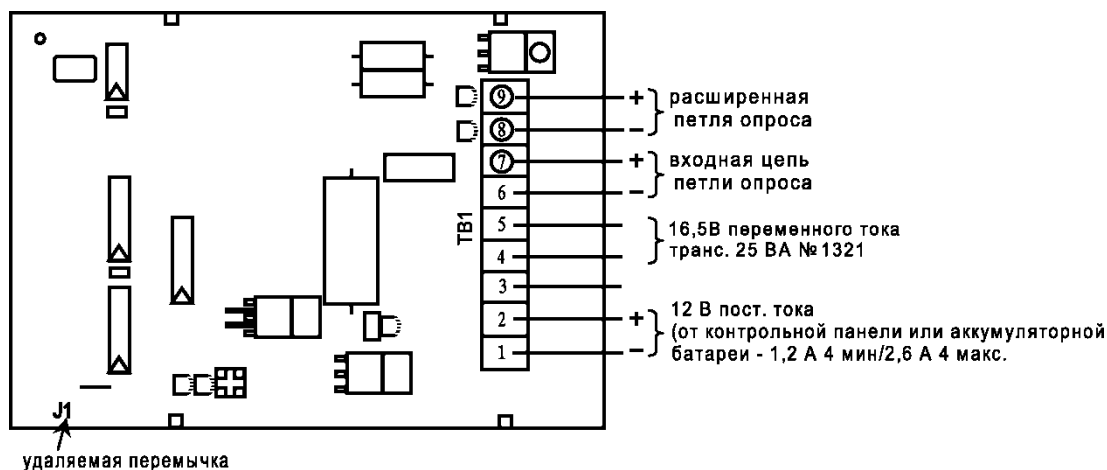 9
+
расширенная
8
−
петля опроса
7
+
входная цепь
6
−
петли опроса
TB1
5
16,5В переменного тока
4
транс. 25 ВА №1321
3
2
+
12 В пост. тока
(от контрольной панели или аккумуляторной
1
−
батареи - 1,2 А 4 мин/2,6 А 4 макс.
J1
удаляемая перемычка